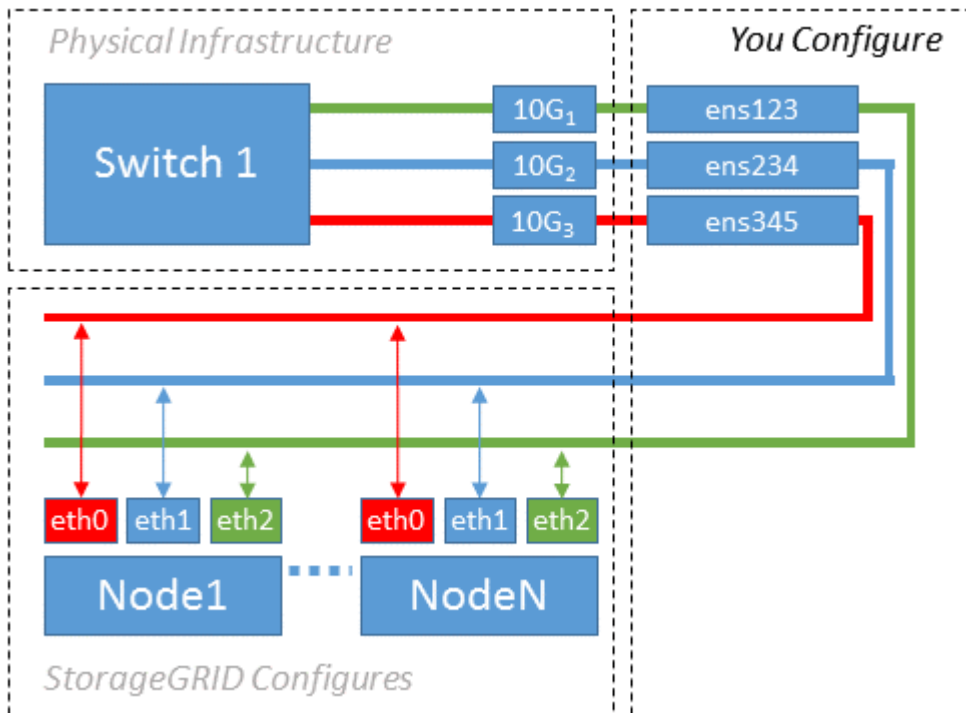 Physical Infrastructure
You Configure
Switch 1
10G₁
ens123
10G₂
ens234
10G₃
ens345
eth0
eth1
eth2
eth0
eth1
eth2
Node1
NodeN
StorageGRID Configures